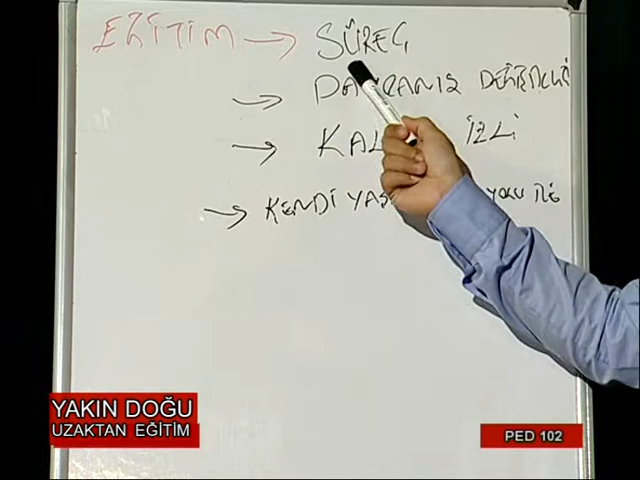 EĞİTİM → SÜREÇ
→ DAVRANIŞ DEĞİŞİKLİĞİ
→ KAL İZLİ
→ KENDİ YAŞ YOLU İLE
YAKIN DOĞU
UZAKTAN EĞİTİM
PED 102